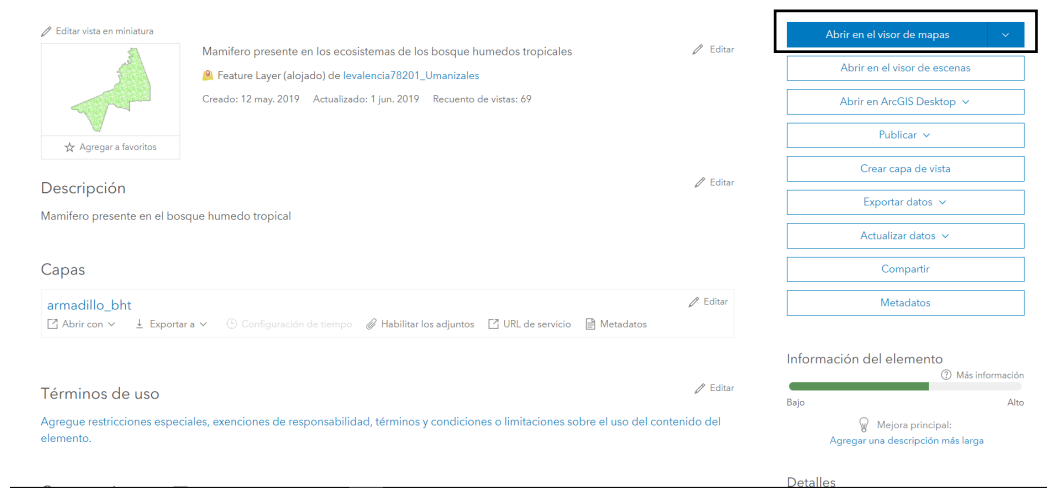 Editar vista en miniatura
Mamifero presente en los ecosistemas de los bosque humedos tropicales
Editar
Feature Layer (alojado) de levalencia78201_Umanizales
Creado: 12 may. 2019 Actualizado: 1 jun. 2019 Recuento de vistas: 69
Agregar a favoritos
Descripción
Editar
Mamifero presente en el bosque humedo tropical
Capas
armadillo_bht
Editar
Abrir con
Exportar a
Configuración de tiempo
Habilitar los adjuntos
URL de servicio
Metadatos
Términos de uso
Editar
Agregue restricciones especiales, exenciones de responsabilidad, términos y condiciones o limitaciones sobre el uso del contenido del
elemento.
Abrir en el visor de mapas
Abrir en el visor de escenas
Abrir en ArcGIS Desktop
Publicar
Crear capa de vista
Exportar datos
Actualizar datos
Compartir
Metadatos
Información del elemento
Más información
Bajo
Alto
Mejora principal:
Agregar una descripción más larga
Detalles